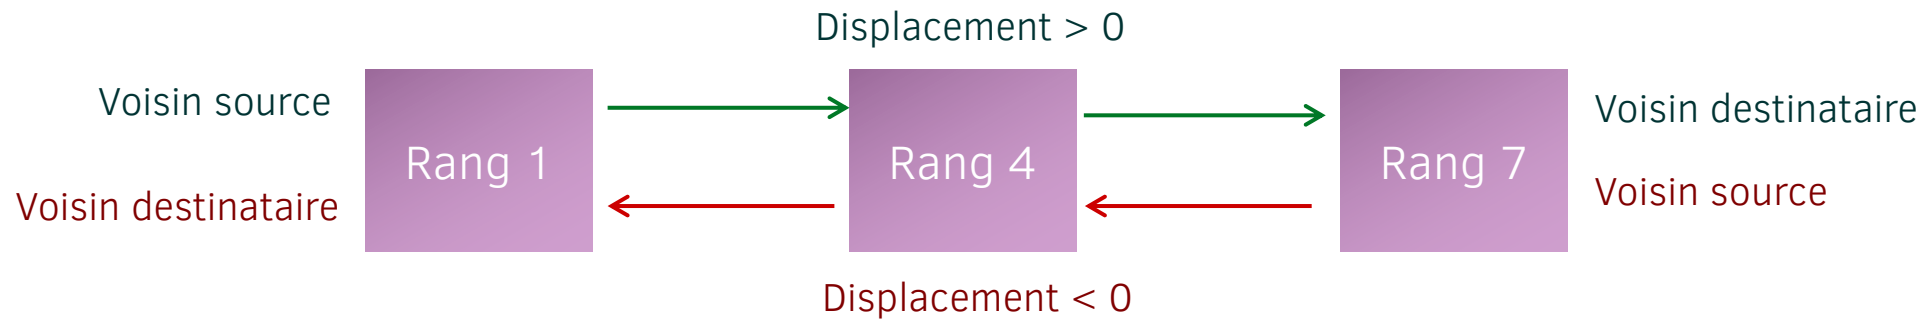 Displacement > 0
Voisin source
Voisin destinataire
Rang 1
Rang 4
Rang 7
Voisin destinataire
Voisin source
Displacement < 0